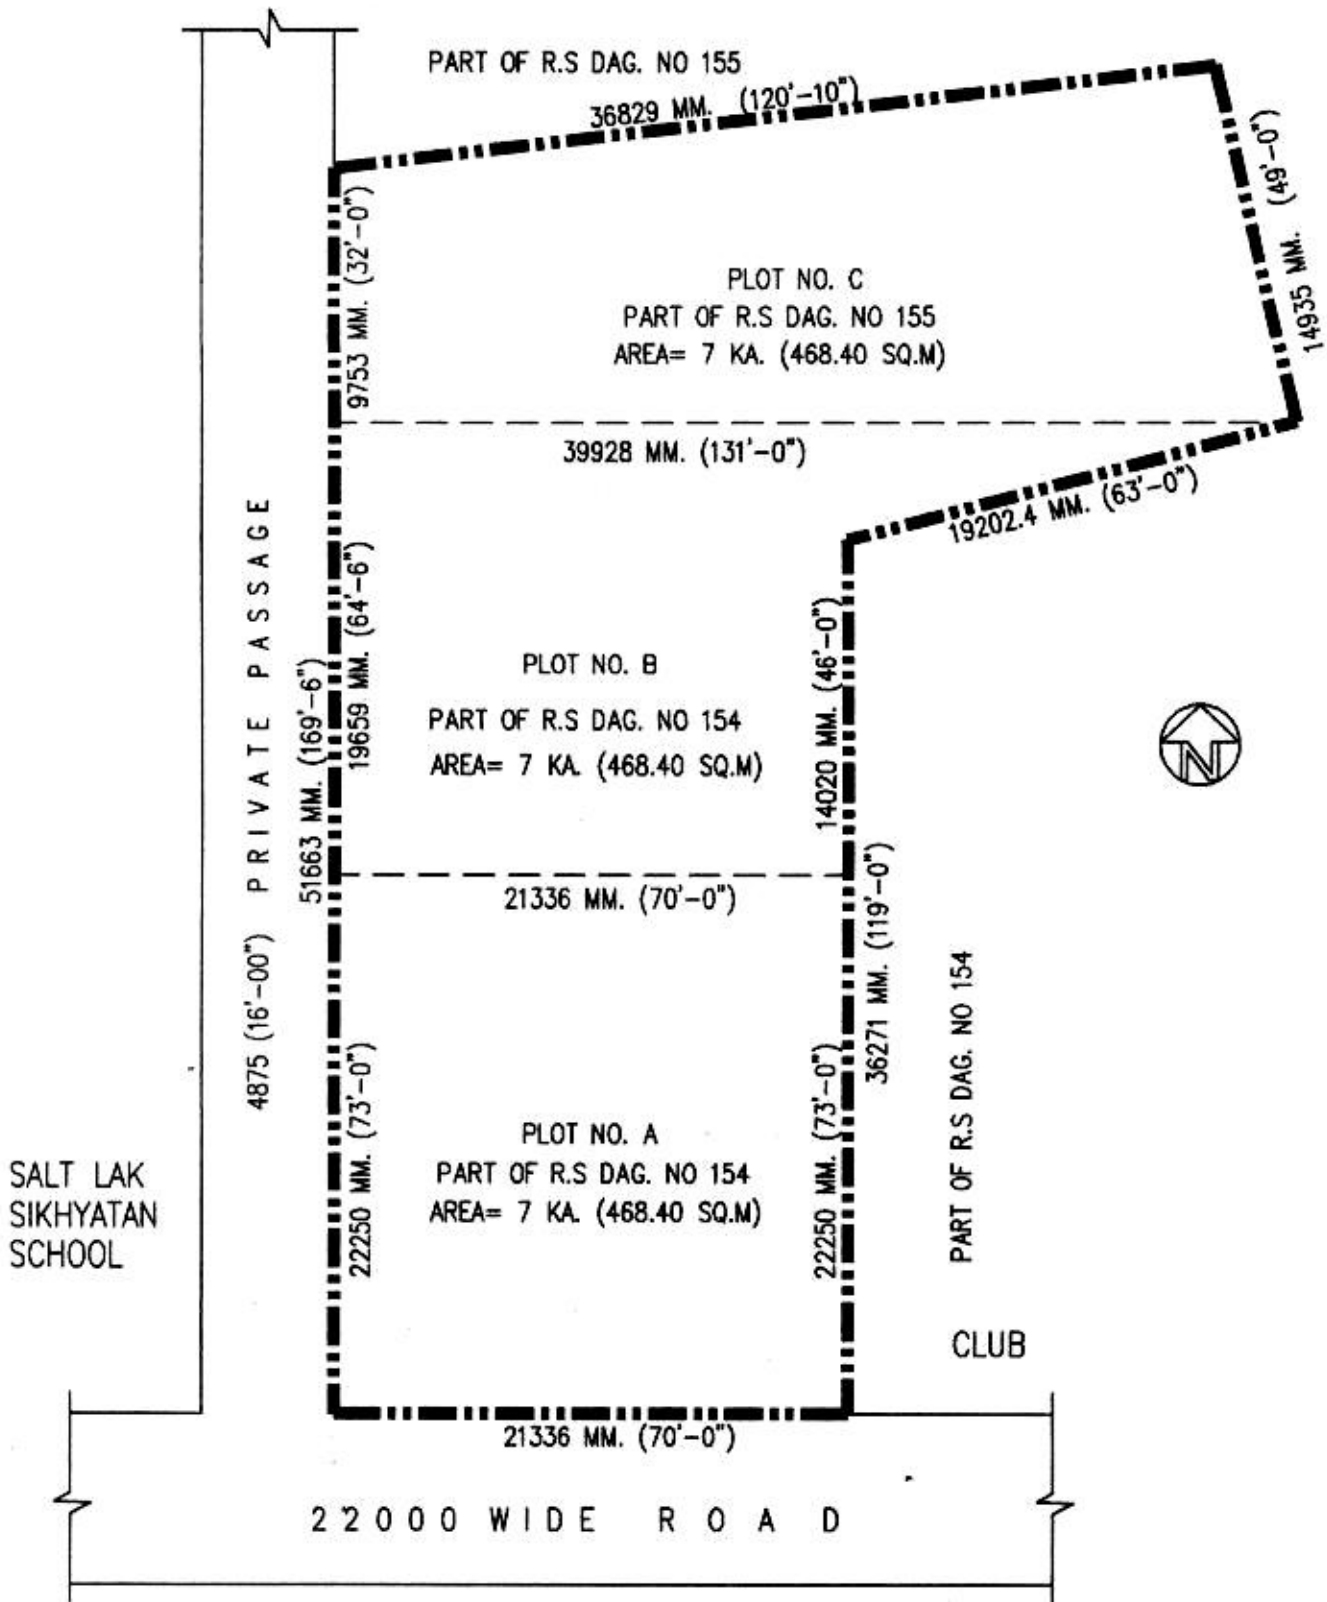 PART OF R.S DAG. NO 155
36829 MM. (120'-10")
14935 MM. (49'-0")
9753 MM. (32'-0")
PLOT NO. C
PART OF R.S DAG. NO 155
AREA= 7 KA. (468.40 SQ.M)
39928 MM. (131'-0")
19202.4 MM. (63'-0")
4875 (16'-00") PRIVATE PASSAGE
51663 MM. (169'-6")
19659 MM. (64'-6")
PLOT NO. B
PART OF R.S DAG. NO 154
AREA= 7 KA. (468.40 SQ.M)
14020 MM. (46'-0")
N
21336 MM. (70'-0")
36271 MM. (119'-0")
PART OF R.S DAG. NO 154
22250 MM. (73'-0")
PLOT NO. A
PART OF R.S DAG. NO 154
AREA= 7 KA. (468.40 SQ.M)
22250 MM. (73'-0")
SALT LAK
SIKHYATAN
SCHOOL
CLUB
21336 MM. (70'-0")
22000 WIDE ROAD